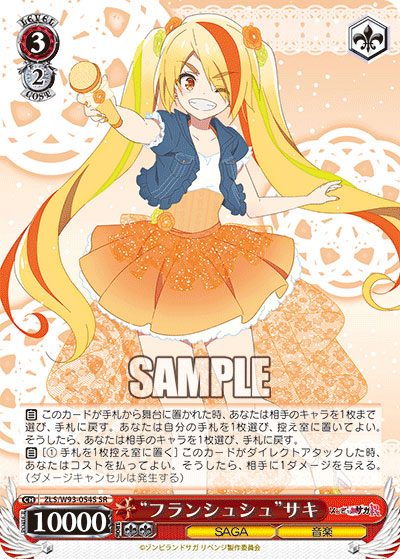 LEVEL
3
2
COST
SAMPLE
自 このカードが手札から舞台に置かれた時、あなたは相手のキャラを1枚まで
選び、手札に戻す。あなたは自分の手札を1枚選び、控え室に置いてよい。
そうしたら、あなたは相手のキャラを1枚まで選び、手札に戻す。
自 [① 手札を1枚控え室に置く] このカードがダイレクトアタックした時、
あなたはコストを払ってよい。そうしたら、相手に1ダメージを与える。
(ダメージキャンセルは発生する)
CH ZLS/W93-054S SR
10000
“フランシュシュ”サキ
ゾンビランドサガR
SAGA
音楽
©ゾンビランドサガ リベンジ製作委員会